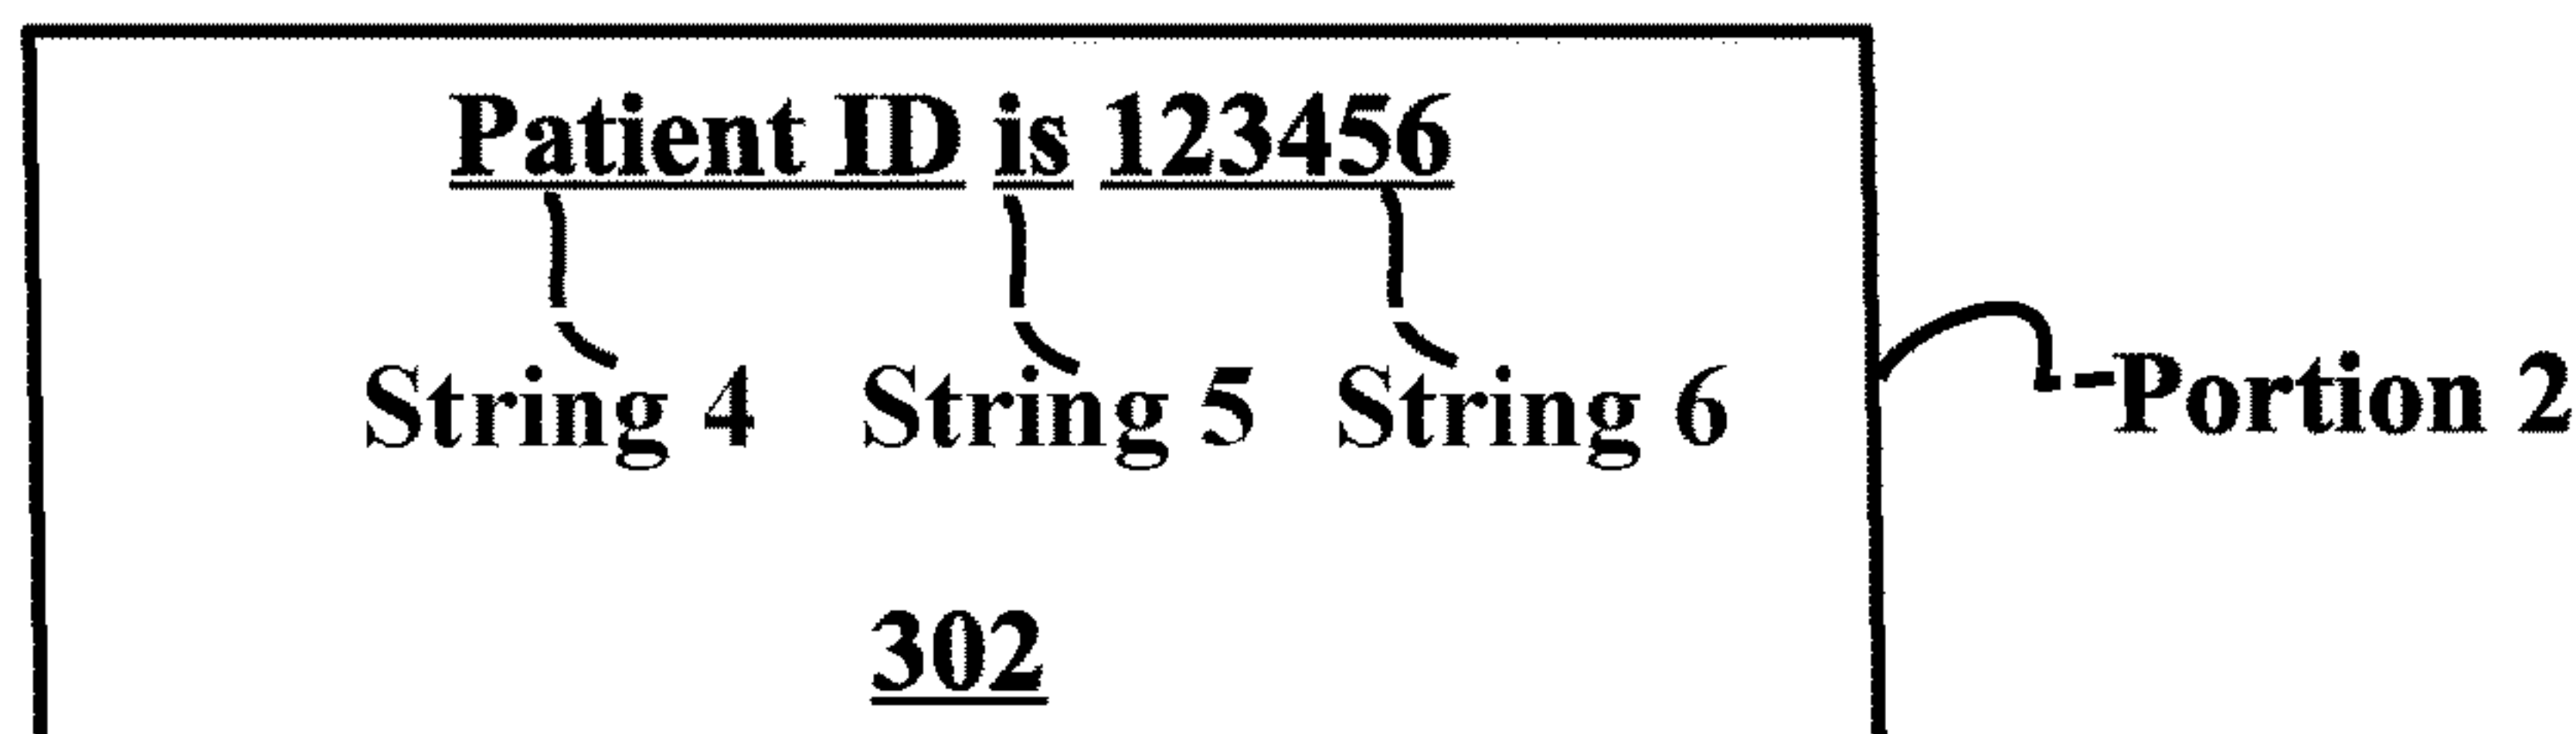 Patient ID is 123456
String 4 String 5 String 6
Portion 2
302